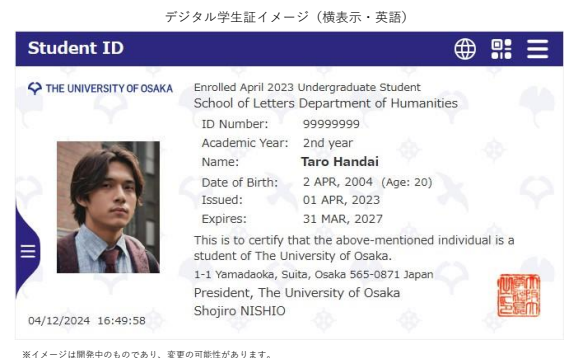 デジタル学生証イメージ（横表示・英語）
Student ID
THE UNIVERSITY OF OSAKA
Enrolled April 2023 Undergraduate Student
School of Letters Department of Humanities
ID Number: 99999999
Academic Year: 2nd year
Name: Taro Handai
Date of Birth: 2 APR, 2004 (Age: 20)
Issued: 01 APR, 2023
Expires: 31 MAR, 2027
This is to certify that the above-mentioned individual is a
student of The University of Osaka.
1-1 Yamadaoka, Suita, Osaka 565-0871 Japan
President, The University of Osaka
Shojiro NISHIO
04/12/2024 16:49:58
※イメージは開発中のものであり、変更の可能性があります。